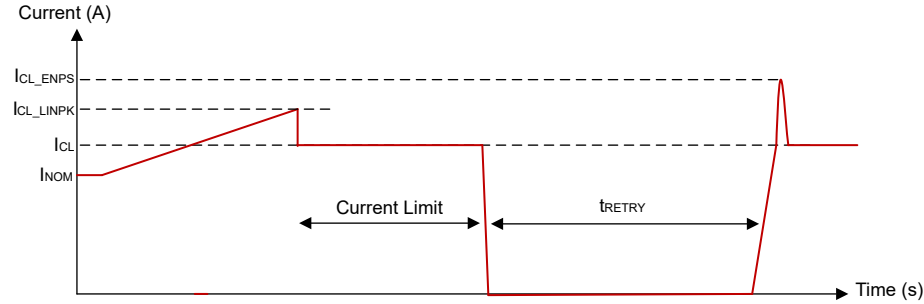 Current (A)
ICL_ENPS
ICL_LINPK
ICL
INOM
Current Limit
tRETRY
Time (s)